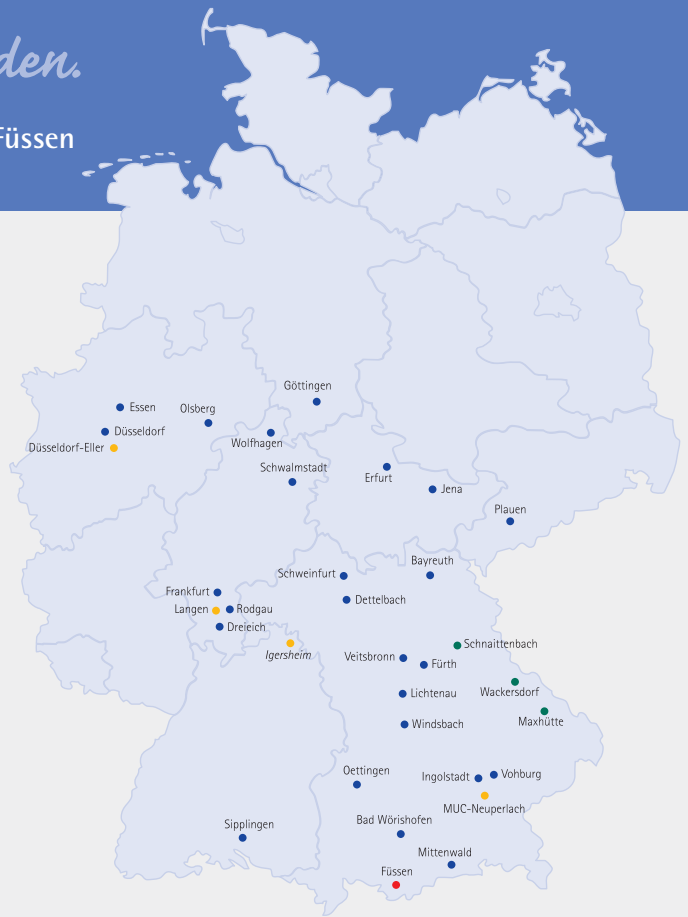 den.
Füssen
Göttingen
Essen
Olsberg
Düsseldorf
Wolfhagen
Düsseldorf-Eller
Schwalmstadt
Erfurt
Jena
Plauen
Bayreuth
Schweinfurt
Frankfurt
Dettelbach
Langen
Rodgau
Dreieich
Schnaittenbach
Igersheim
Veitsbronn
Fürth
Wackersdorf
Lichtenau
Maxhütte
Windsbach
Oettingen
Ingolstadt
Vohburg
MUC-Neuperlach
Bad Wörishofen
Sipplingen
Mittenwald
Füssen